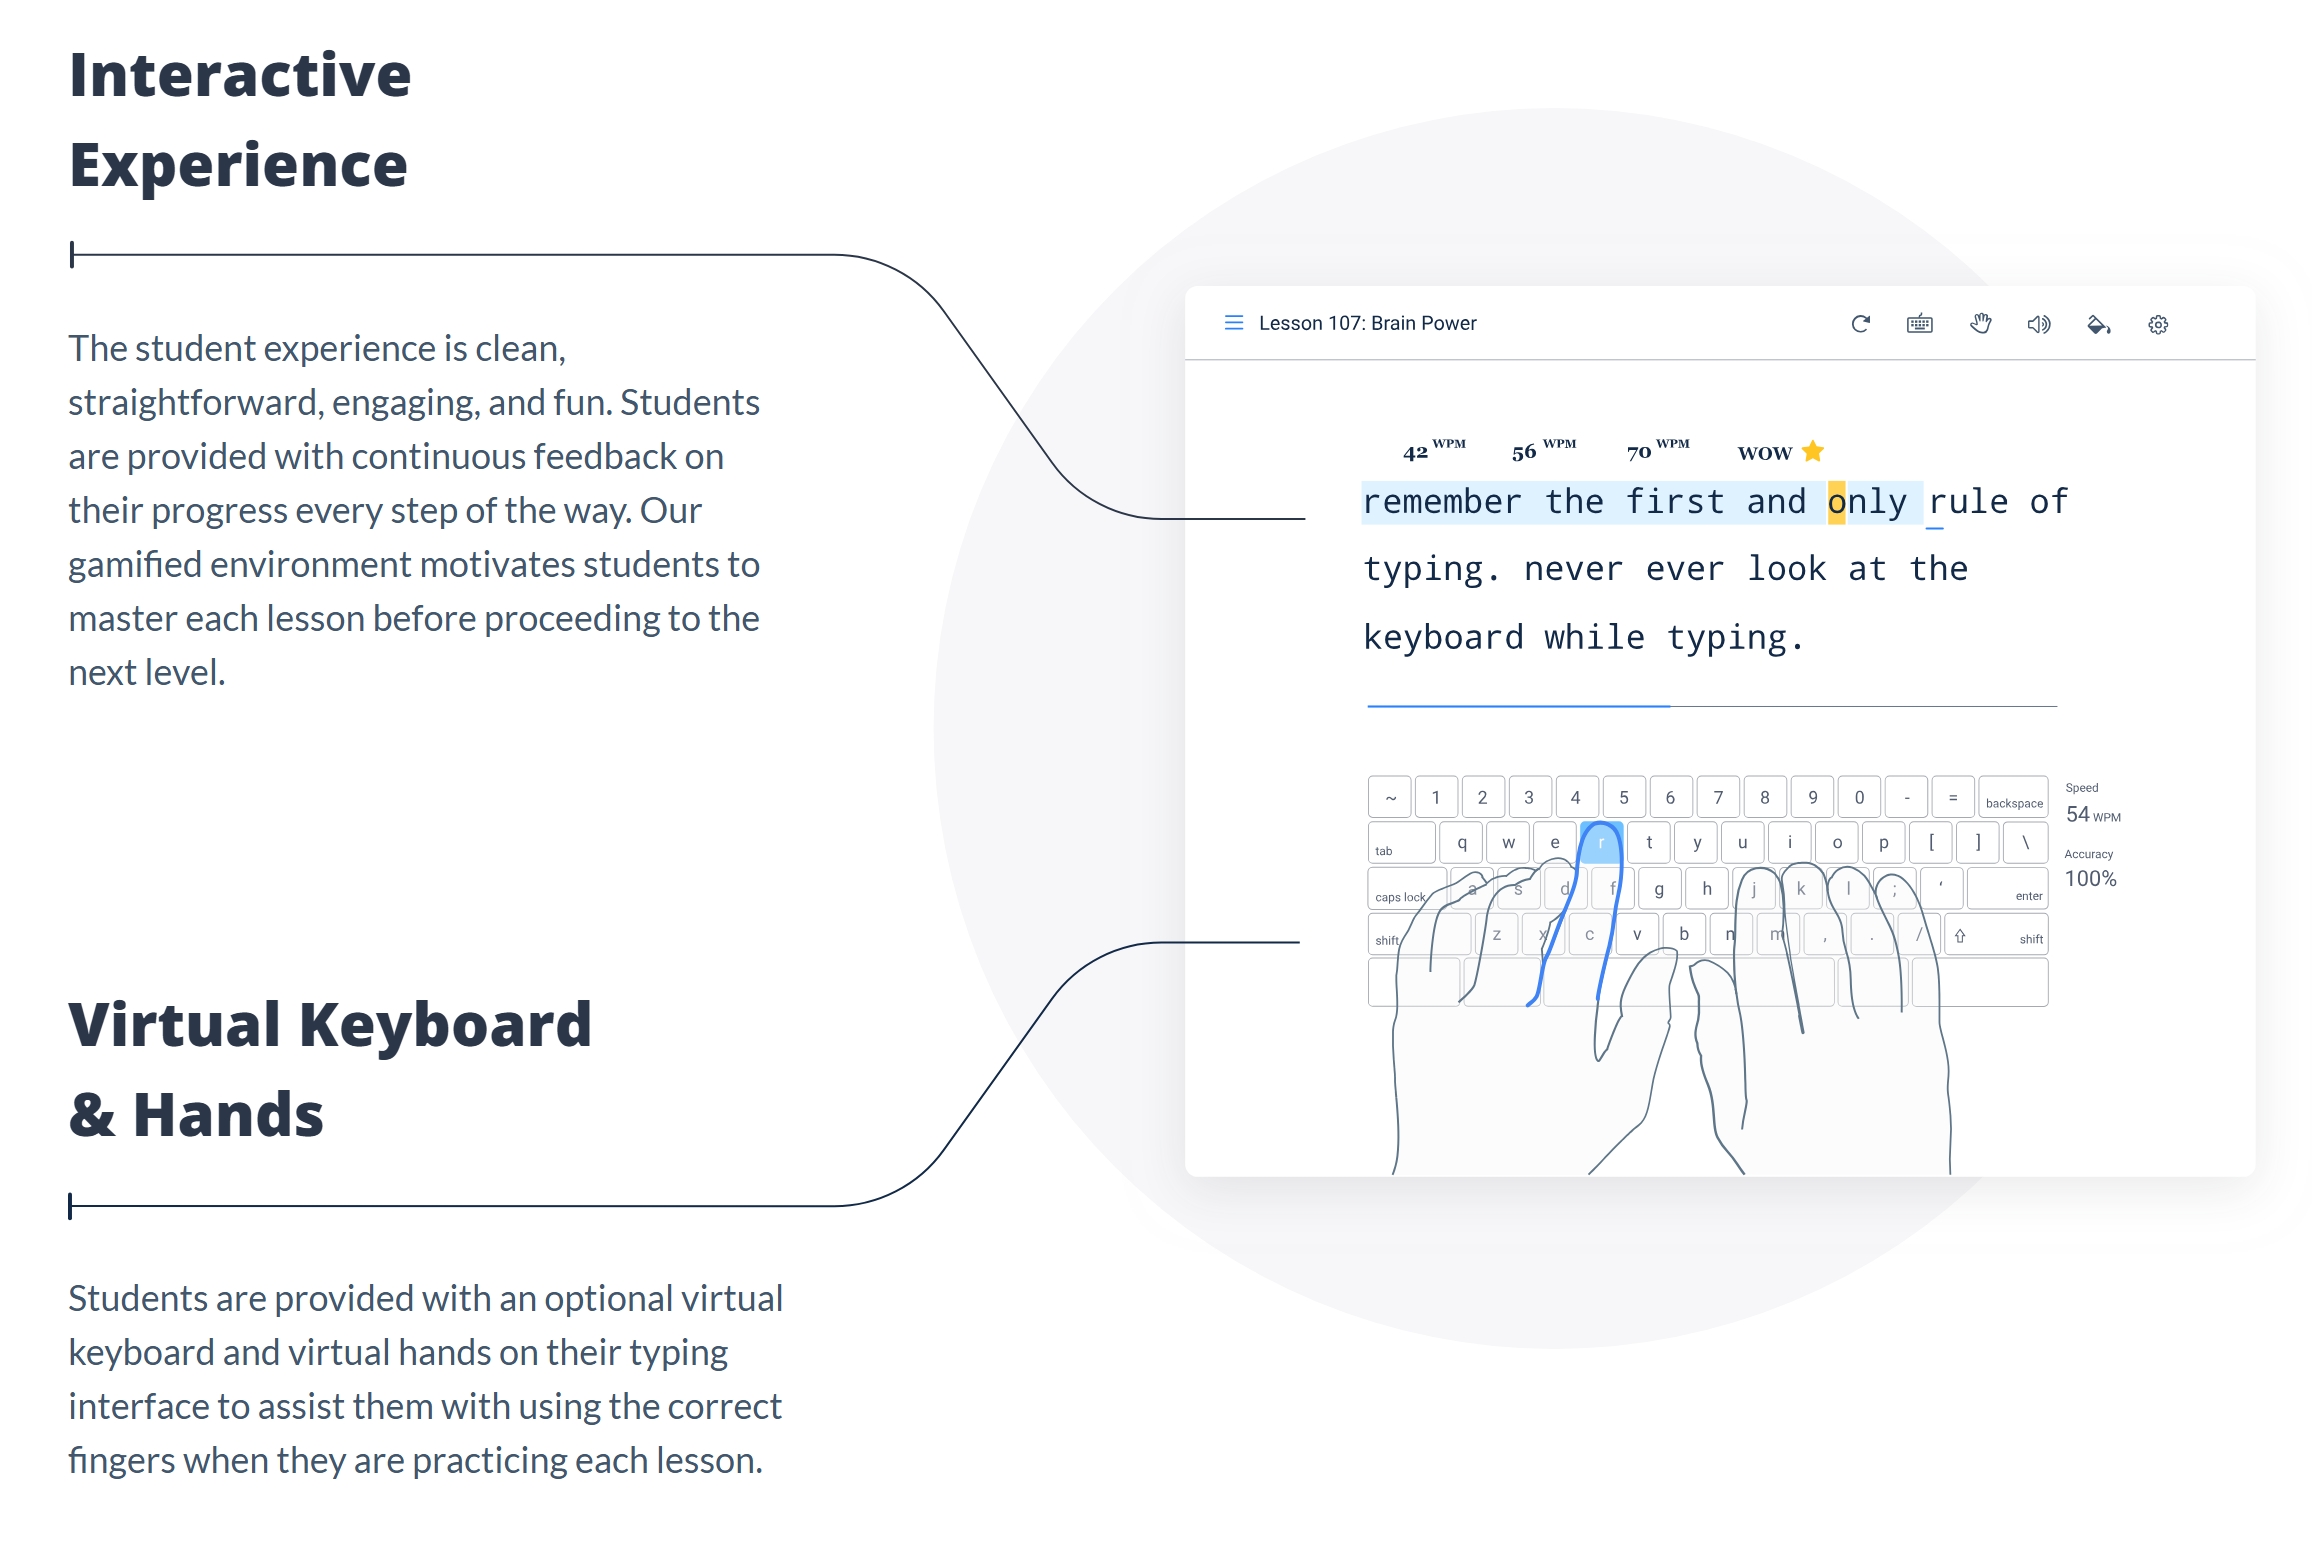 Interactive
Experience
The student experience is clean,
straightforward, engaging, and fun. Students
are provided with continuous feedback on
their progress every step of the way. Our
gamified environment motivates students to
master each lesson before proceeding to the
next level.
Virtual Keyboard
& Hands
Students are provided with an optional virtual
keyboard and virtual hands on their typing
interface to assist them with using the correct
fingers when they are practicing each lesson.
Lesson 107: Brain Power
42 WPM 56 WPM 70 WPM WOW
remember the first and only rule of
typing. never ever look at the
keyboard while typing.
~ 1 2 3 4 5 6 7 8 9 0 - = backspace
tab q w e r t y u i o p [ ] \
caps lock a s d f g h j k l ; ‘ enter
shift z x c v b n m , . / shift
Speed
54 WPM
Accuracy
100%